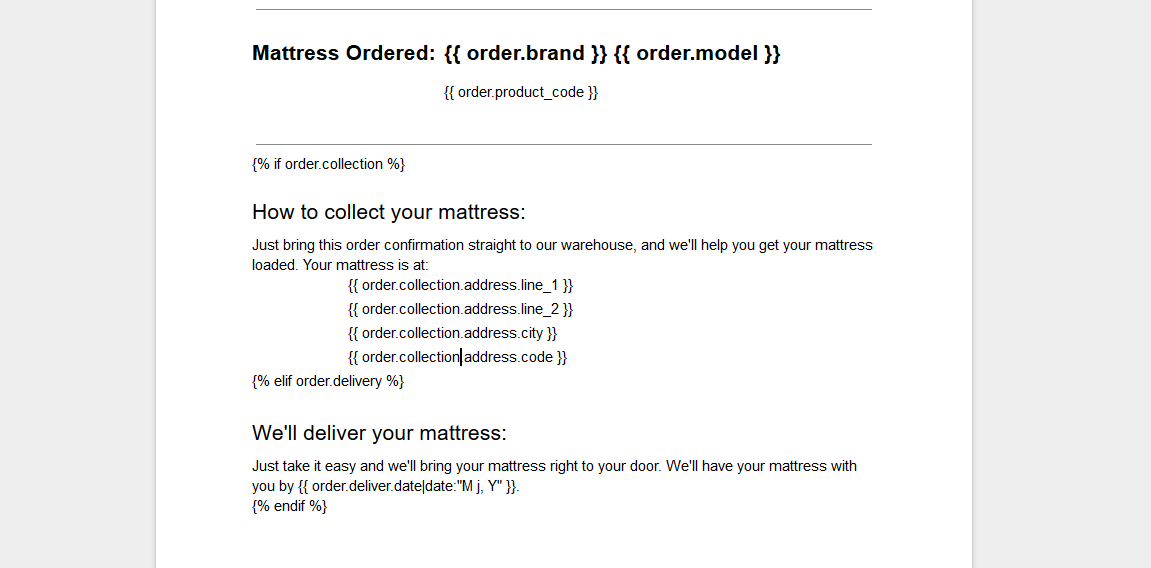 Mattress Ordered: {{ order.brand }} {{ order.model }}
{{ order.product_code }}
{% if order.collection %}
How to collect your mattress:
Just bring this order confirmation straight to our warehouse, and we'll help you get your mattress
loaded. Your mattress is at:
{{ order.collection.address.line_1 }}
{{ order.collection.address.line_2 }}
{{ order.collection.address.city }}
{{ order.collection.address.code }}
{% elif order.delivery %}
We'll deliver your mattress:
Just take it easy and we'll bring your mattress right to your door. We'll have your mattress with
you by {{ order.deliver.date|date:"M j, Y" }}.
{% endif %}